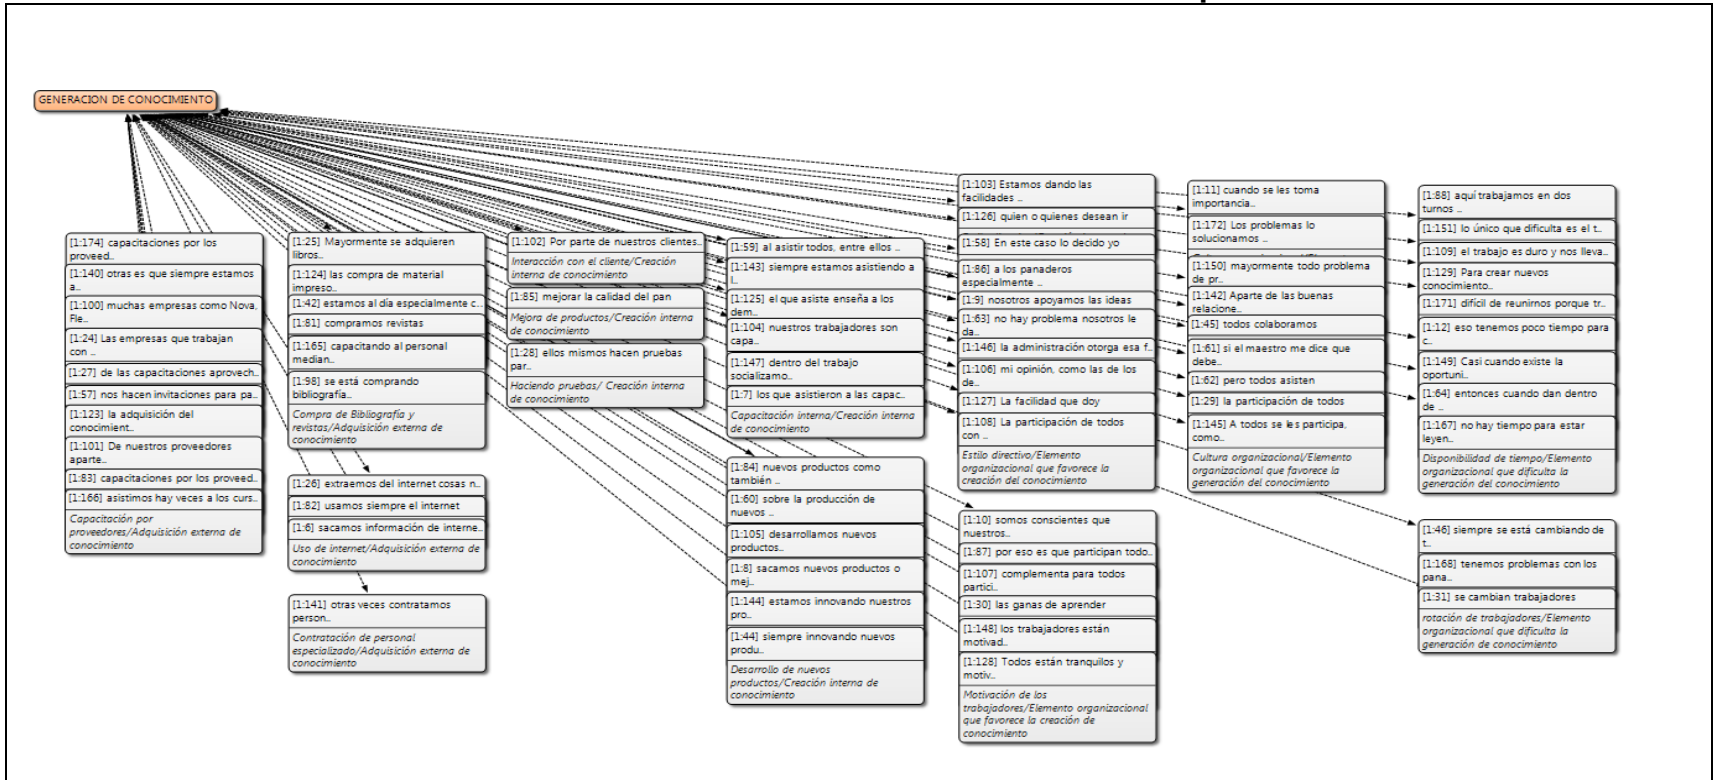 GENERACION DE CONOCIMIENTO
[1:174] capacitaciones por los
proveed..
[1:140] otras es que siempre estamos
a..
[1:100] muchas empresas como Nova,
Fle..
[1:24] Las empresas que trabajan
con ..
[1:27] de las capacitaciones aprovech..
[1:57] nos hacen invitaciones para pa..
[1:123] la adquisición del
conocimient..
[1:101] De nuestros proveedores
aparte..
[1:83] capacitaciones por los proveed..
[1:166] asistimos hay veces a los curs..
Capacitación por
proveedores/Adquisición externa de
conocimiento
[1:25] Mayormente se adquieren
libros..
[1:124] las compra de material
impreso..
[1:42] estamos al día especialmente c..
[1:81] compramos revistas
[1:165] capacitando al personal
median..
[1:98] se está comprando
bibliografía..
Compra de Bibliografía y
revistas/Adquisición externa de
conocimiento
[1:26] extraemos del internet cosas n..
[1:82] usamos siempre el internet
[1:6] sacamos información de interne..
Uso de internet/Adquisición externa de
conocimiento
[1:141] otras veces contratamos
person..
Contratación de personal
especializado/Adquisición externa de
conocimiento
[1:102] Por parte de nuestros clientes..
Interacción con el cliente/Creación
interna de conocimiento
[1:85] mejorar la calidad del pan
Mejora de productos/Creación interna
de conocimiento
[1:28] ellos mismos hacen pruebas
par..
Haciendo pruebas/ Creación interna
de conocimiento
[1:59] al asistir todos, entre ellos ..
[1:143] siempre estamos asistiendo a
l..
[1:125] el que asiste enseña a los
dem..
[1:104] nuestros trabajadores son
capa..
[1:147] dentro del trabajo
socializamo..
[1:7] los que asistieron a las capac..
Capacitación interna/Creación interna
de conocimiento
[1:84] nuevos productos como
también ..
[1:60] sobre la producción de
nuevos ..
[1:105] desarrollamos nuevos
productos..
[1:8] sacamos nuevos productos o
mej..
[1:144] estamos innovando nuestros
pro..
[1:44] siempre innovando nuevos
produ..
Desarrollo de nuevos
productos/Creación interna de
conocimiento
[1:103] Estamos dando las
facilidades ..
[1:126] quien o quienes desean ir
[1:58] En este caso lo decido yo
[1:86] a los panaderos
especialmente ..
[1:9] nosotros apoyamos las ideas
[1:63] no hay problema nosotros le
da..
[1:146] la administración otorga esa f..
[1:106] mi opinión, como las de los
de..
[1:127] La facilidad que doy
[1:108] La participación de todos
con ..
Estilo directivo/Elemento
organizacional que favorece la
creación del conocimiento
[1:10] somos conscientes que
nuestros..
[1:87] por eso es que participan todo..
[1:107] complementa para todos
partici..
[1:30] las ganas de aprender
[1:148] los trabajadores están
motivad..
[1:128] Todos están tranquilos y
motiv..
Motivación de los
trabajadores/Elemento organizacional
que favorece la creación de
conocimiento
[1:11] cuando se les toma
importancia..
[1:172] Los problemas lo
solucionamos ..
[1:150] mayormente todo problema
de pr..
[1:142] Aparte de las buenas
relacione..
[1:45] todos colaboramos
[1:61] si el maestro me dice que
debe..
[1:62] pero todos asisten
[1:29] la participación de todos
[1:145] A todos se les participa,
como..
Cultura organizacional/Elemento
organizacional que favorece la
generación del conocimiento
[1:88] aquí trabajamos en dos
turnos ..
[1:151] lo único que dificulta es el t..
[1:109] el trabajo es duro y nos lleva..
[1:129] Para crear nuevos
conocimiento..
[1:171] difícil de reunirnos porque tr..
[1:12] eso tenemos poco tiempo para
c..
[1:149] Casi cuando existe la
oportuni..
[1:64] entonces cuando dan dentro
de ..
[1:167] no hay tiempo para estar
leyen..
Disponibilidad de tiempo/Elemento
organizacional que dificulta la
generación del conocimiento
[1:46] siempre se está cambiando de
t..
[1:168] tenemos problemas con los
pana..
[1:31] se cambian trabajadores
rotación de trabajadores/Elemento
organizacional que dificulta la
generación de conocimiento